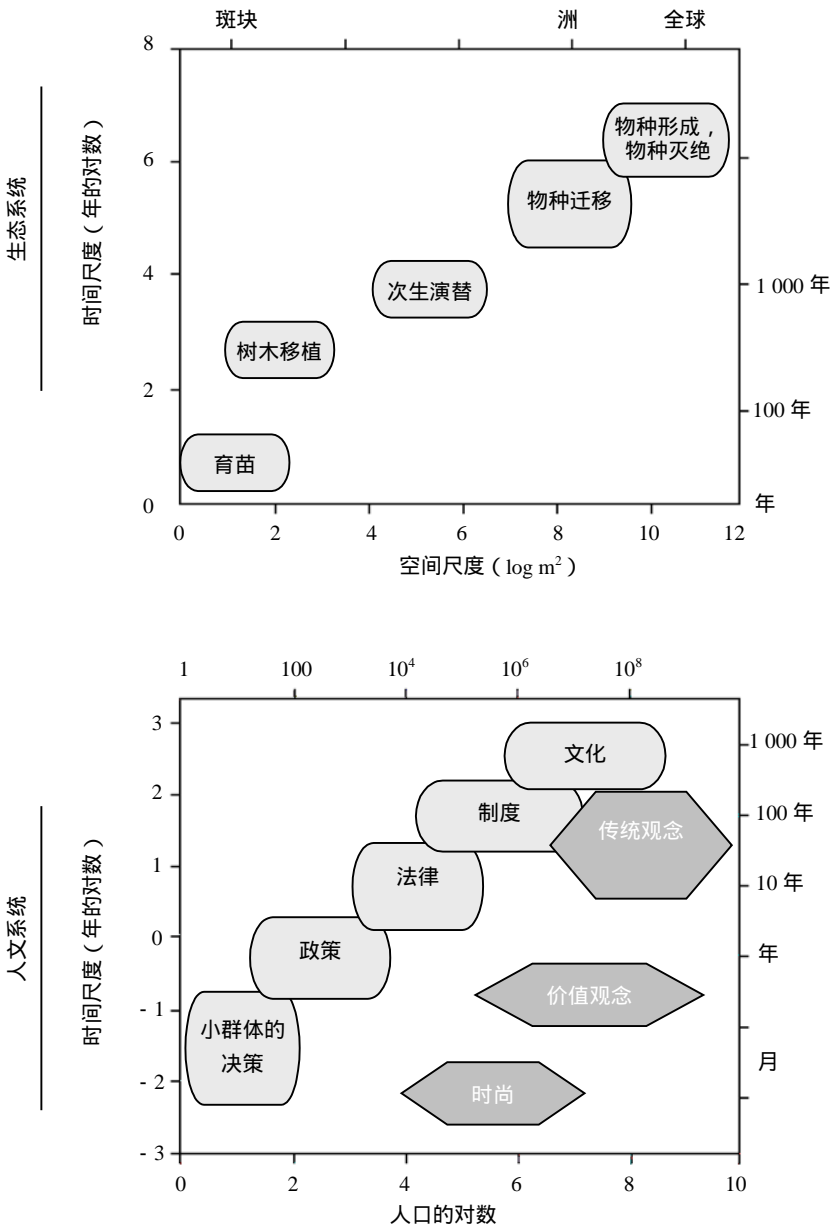 斑块 洲 全球
8
6
4
2
0
生态系统
时间尺度（年的对数）
物种形成，
物种灭绝
物种迁移
次生演替
树木移植
育苗
1 000 年
100 年
年
0 2 4 6 8 10 12
空间尺度（log m²）
1 100 10⁴ 10⁶ 10⁸
3
2
1
0
- 1
- 2
- 3
人文系统
时间尺度（年的对数）
文化
制度
传统观念
法律
政策
价值观念
小群体的
决策
时尚
1 000 年
100 年
10 年
年
月
0 2 4 6 8 10
人口的对数